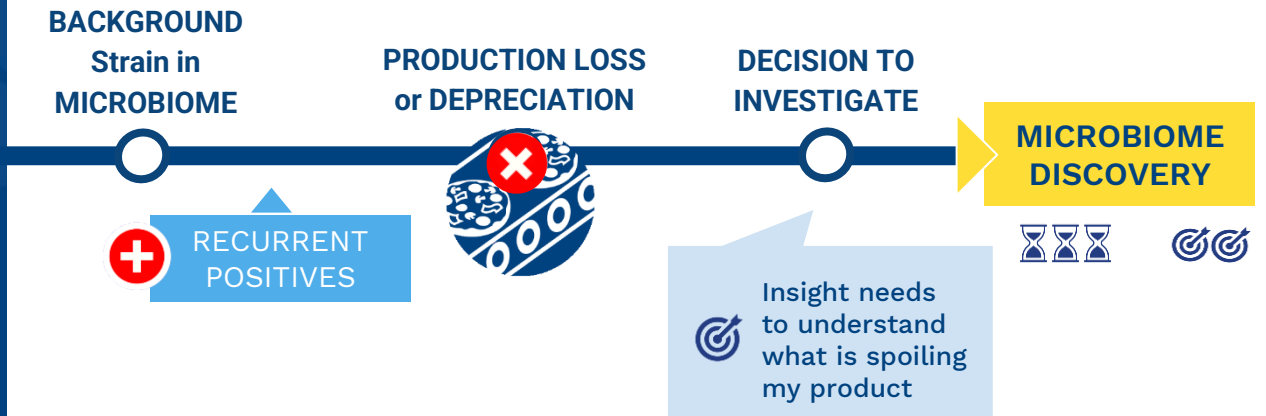 BACKGROUND
Strain in
MICROBIOME
PRODUCTION LOSS
or DEPRECIATION
DECISION TO
INVESTIGATE
MICROBIOME
DISCOVERY
RECURRENT
POSITIVES
Insight needs
to understand
what is spoiling
my product